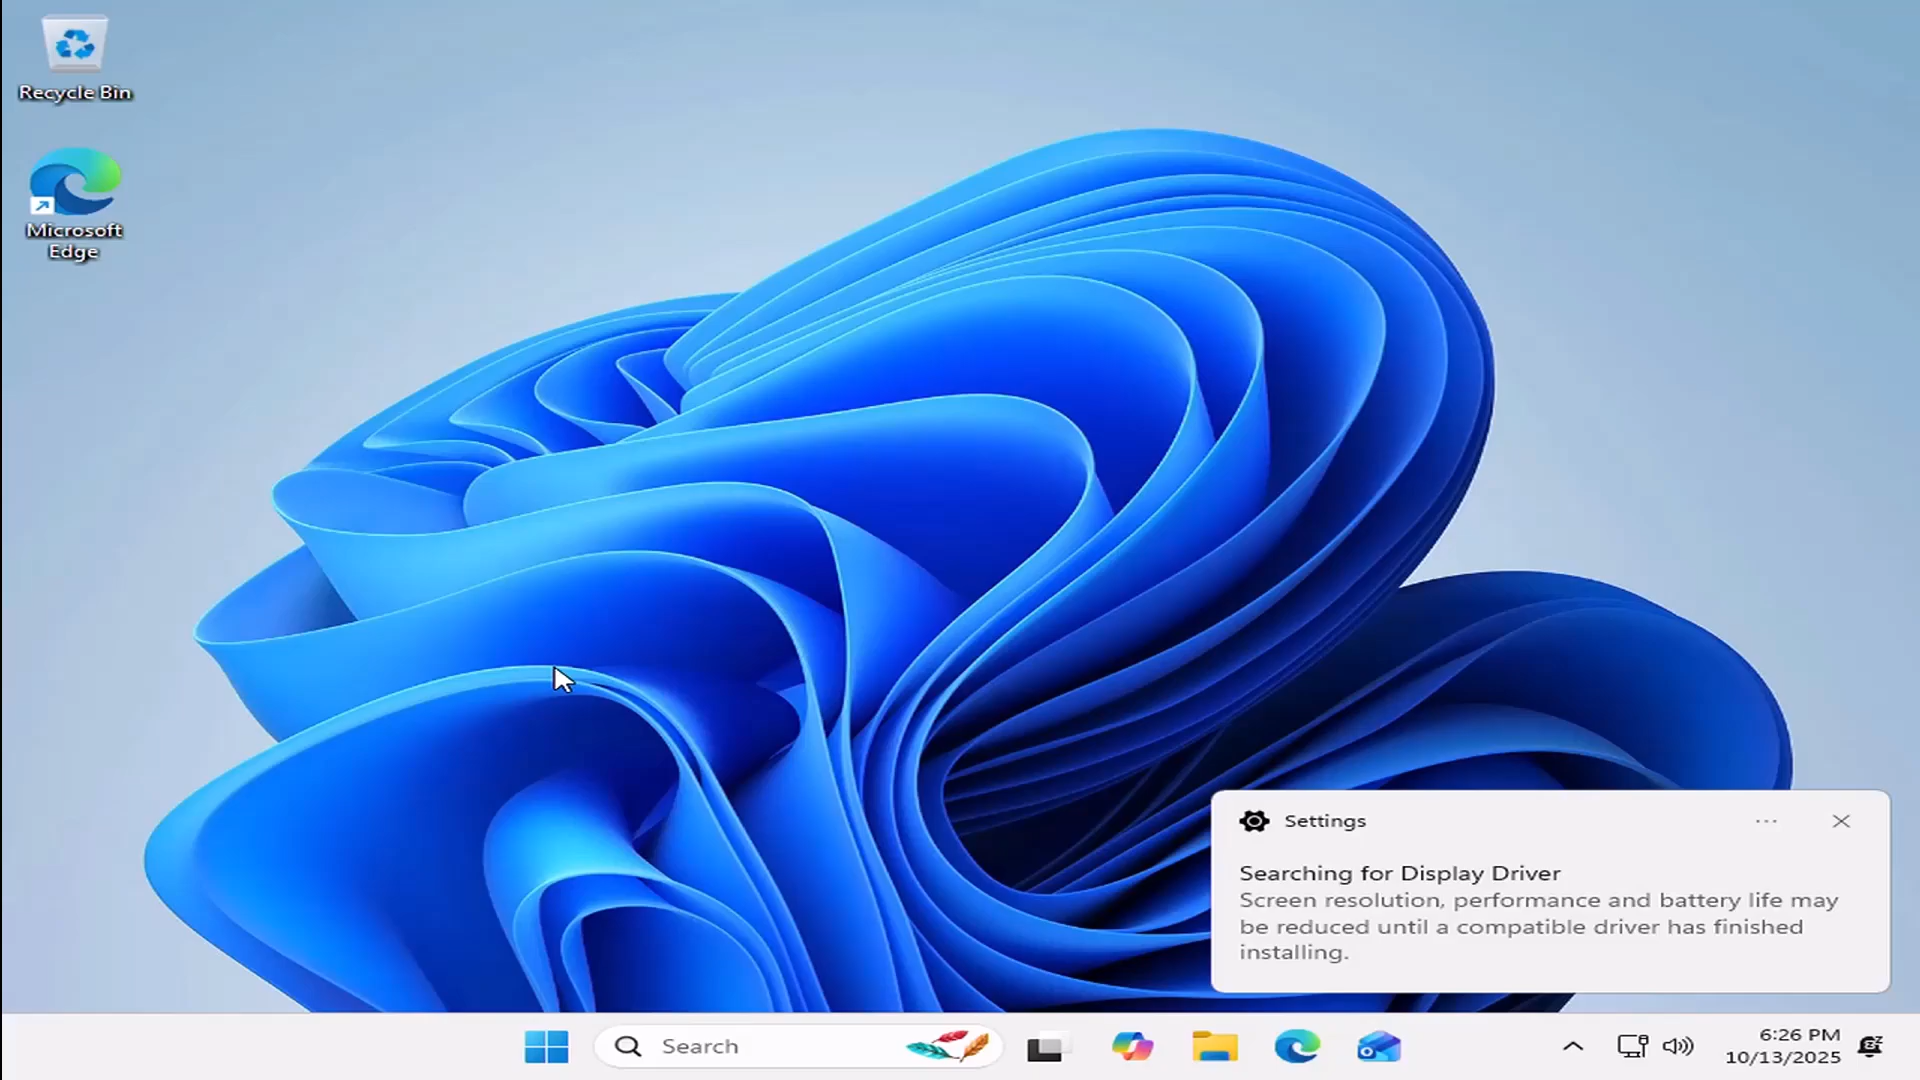 Recycle Bin
Microsoft
Edge
Settings
Searching for Display Driver
Screen resolution, performance and battery life may
be reduced until a compatible driver has finished
installing.
Search
6:26 PM
10/13/2025